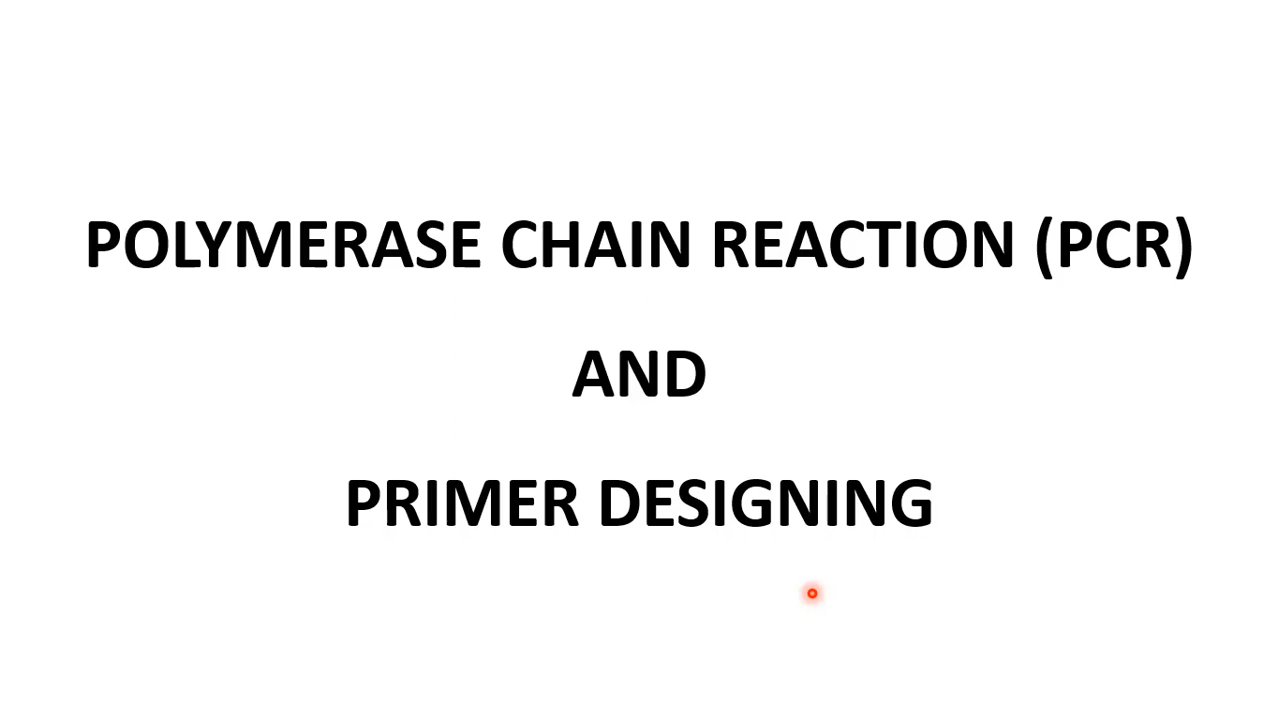 POLYMERASE CHAIN REACTION (PCR)
AND
PRIMER DESIGNING